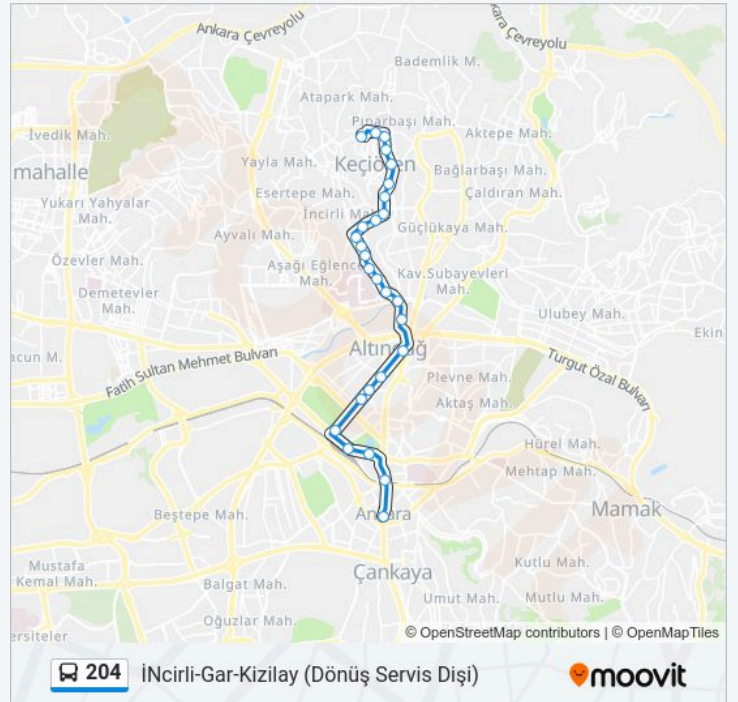 Ankara Çevreyolu
kara Çevreyolu
Bademlik M.
Atapark Mah.
Pınarbaşı Mah.
İvedik Mah.
Aktepe Mah.
Yayla Mah.
Keçiören
mahalle
Bağlarbaşı Mah.
Esertepe Mah.
Çaldıran Mah.
Yukarı Yahyalar
Mah.
İncirli Mah.
Güçlükaya Mah.
Ayvalı Mah.
Özevler Mah.
Aşağı Eğlence
Mah.
Kav.Subayevleri
Mah.
Demetevler
Mah.
Ulubey Mah.
Ekin
Altındağ
acun M.
Fatih Sultan Mehmet Bulvarı
Turgut Özal Bulvarı
Plevne Mah.
Aktaş Mah.
Hürel Mah.
Mehtap Mah.
Ankara
Beştepe Mah.
Mamak
Mustafa
Kemal Mah.
Çankaya
Kutlu Mah.
Balgat Mah.
Umut Mah.
Mutlu Mah.
Oğuzlar Mah.
ersiteler
© OpenStreetMap contributors | © OpenMapTiles
204 İNcirli-Gar-Kizilay (Dönüş Servis Dişi)
moovit